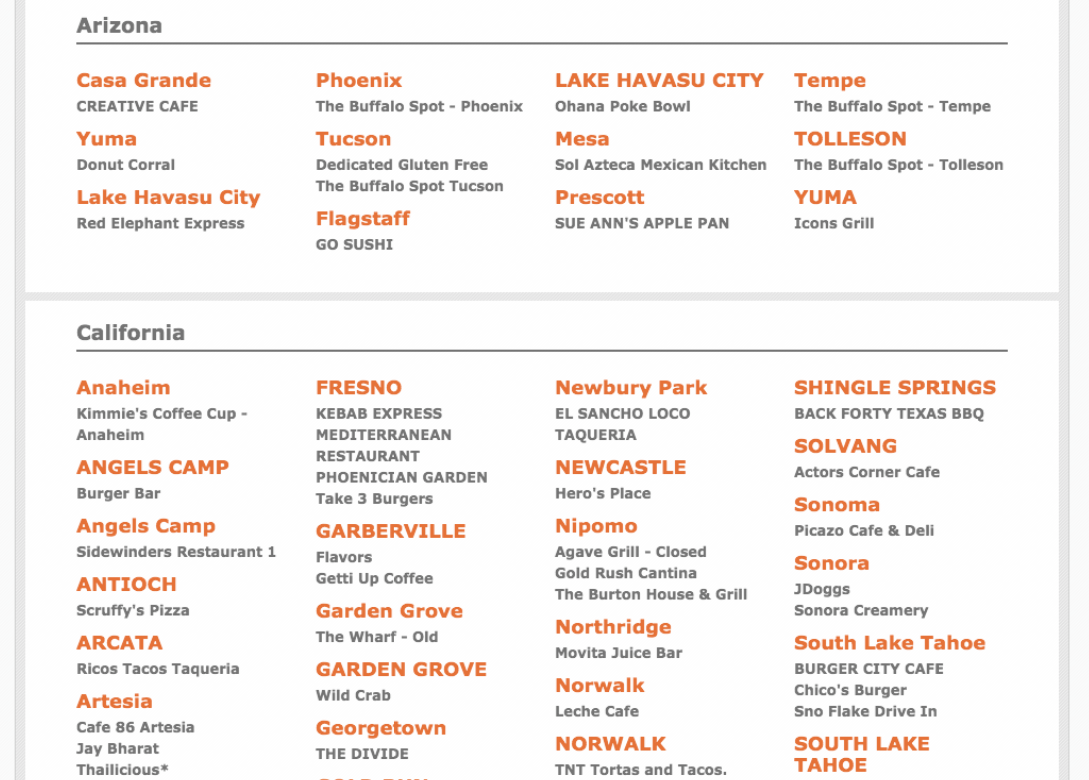 Arizona
Casa Grande
CREATIVE CAFE
Yuma
Donut Corral
Lake Havasu City
Red Elephant Express
Phoenix
The Buffalo Spot - Phoenix
Tucson
Dedicated Gluten Free
The Buffalo Spot Tucson
Flagstaff
GO SUSHI
LAKE HAVASU CITY
Ohana Poke Bowl
Mesa
Sol Azteca Mexican Kitchen
Prescott
SUE ANN'S APPLE PAN
Tempe
The Buffalo Spot - Tempe
TOLLESON
The Buffalo Spot - Tolleson
YUMA
Icons Grill
California
Anaheim
Kimmie's Coffee Cup -
Anaheim
ANGELS CAMP
Burger Bar
Angels Camp
Sidewinders Restaurant 1
ANTIOCH
Scruffy's Pizza
ARCATA
Ricos Tacos Taqueria
Artesia
Cafe 86 Artesia
Jay Bharat
Thailicious*
FRESNO
KEBAB EXPRESS
MEDITERRANEAN
RESTAURANT
PHOENICIAN GARDEN
Take 3 Burgers
GARBERVILLE
Flavors
Getti Up Coffee
Garden Grove
The Wharf - Old
GARDEN GROVE
Wild Crab
Georgetown
THE DIVIDE
Newbury Park
EL SANCHO LOCO
TAQUERIA
NEWCASTLE
Hero's Place
Nipomo
Agave Grill - Closed
Gold Rush Cantina
The Burton House & Grill
Northridge
Movita Juice Bar
Norwalk
Leche Cafe
NORWALK
TNT Tortas and Tacos.
SHINGLE SPRINGS
BACK FORTY TEXAS BBQ
SOLVANG
Actors Corner Cafe
Sonoma
Picazo Cafe & Deli
Sonora
JDoggs
Sonora Creamery
South Lake Tahoe
BURGER CITY CAFE
Chico's Burger
Sno Flake Drive In
SOUTH LAKE
TAHOE